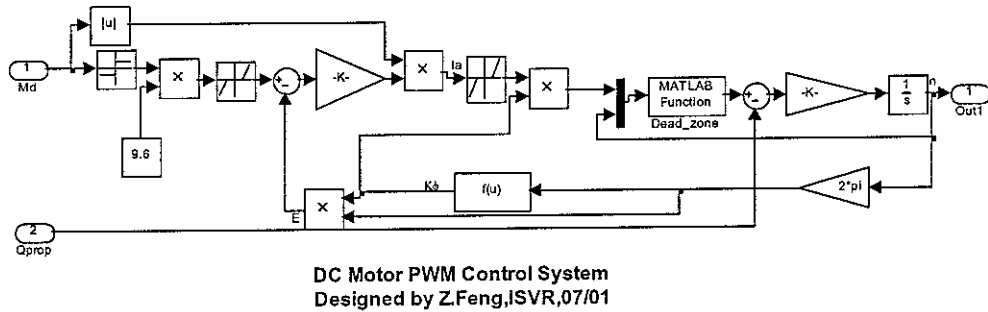 |u|
1
Md
×
-K-
×
Ia
×
MATLAB
Function
Dead_zone
-K-
1
s
n
1
Out1
9.6
Kϕ
f(u)
2*pi
×
E
2
Qprop
DC Motor PWM Control System
Designed by Z.Feng,ISVR,07/01